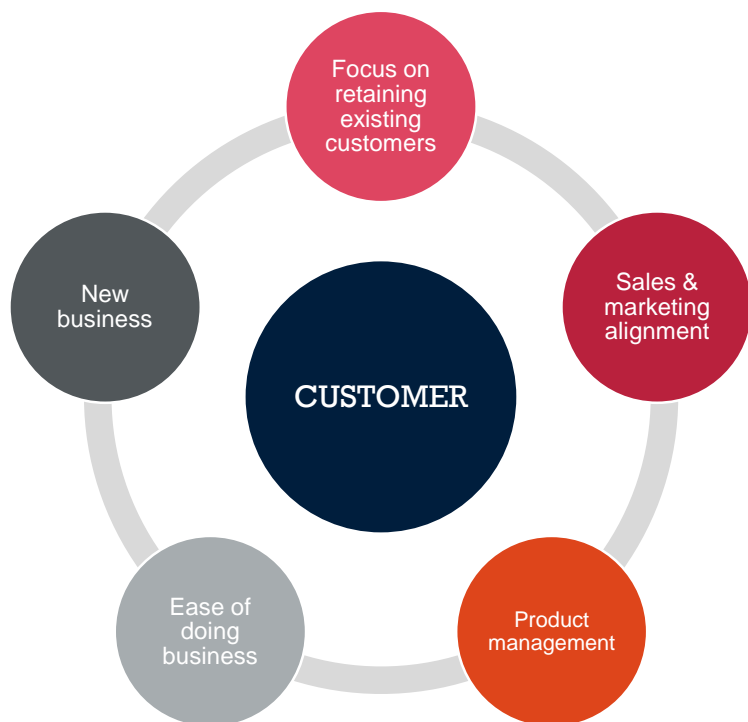 Focus on
retaining
existing
customers
Sales &
marketing
alignment
Product
management
Ease of
doing
business
New
business
CUSTOMER